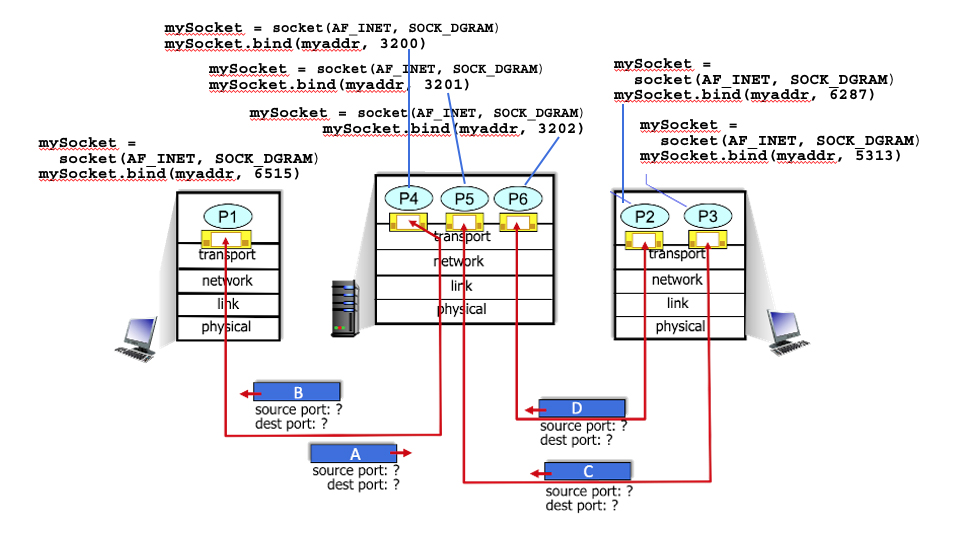 mySocket = socket(AF_INET, SOCK_DGRAM)
mySocket.bind(myaddr, 3200)
mySocket = socket(AF_INET, SOCK_DGRAM)
mySocket.bind(myaddr, 3201)
mySocket = socket(AF_INET, SOCK_DGRAM)
mySocket.bind(myaddr, 3202)
mySocket =
socket(AF_INET, SOCK_DGRAM)
mySocket.bind(myaddr, 6287)
mySocket =
socket(AF_INET, SOCK_DGRAM)
mySocket.bind(myaddr, 5313)
mySocket =
socket(AF_INET, SOCK_DGRAM)
mySocket.bind(myaddr, 6515)
P1
transport
network
link
physical
P4 P5 P6
transport
network
link
physical
P2 P3
transport
network
link
physical
B
source port: ?
dest port: ?
A
source port: ?
dest port: ?
D
source port: ?
dest port: ?
C
source port: ?
dest port: ?